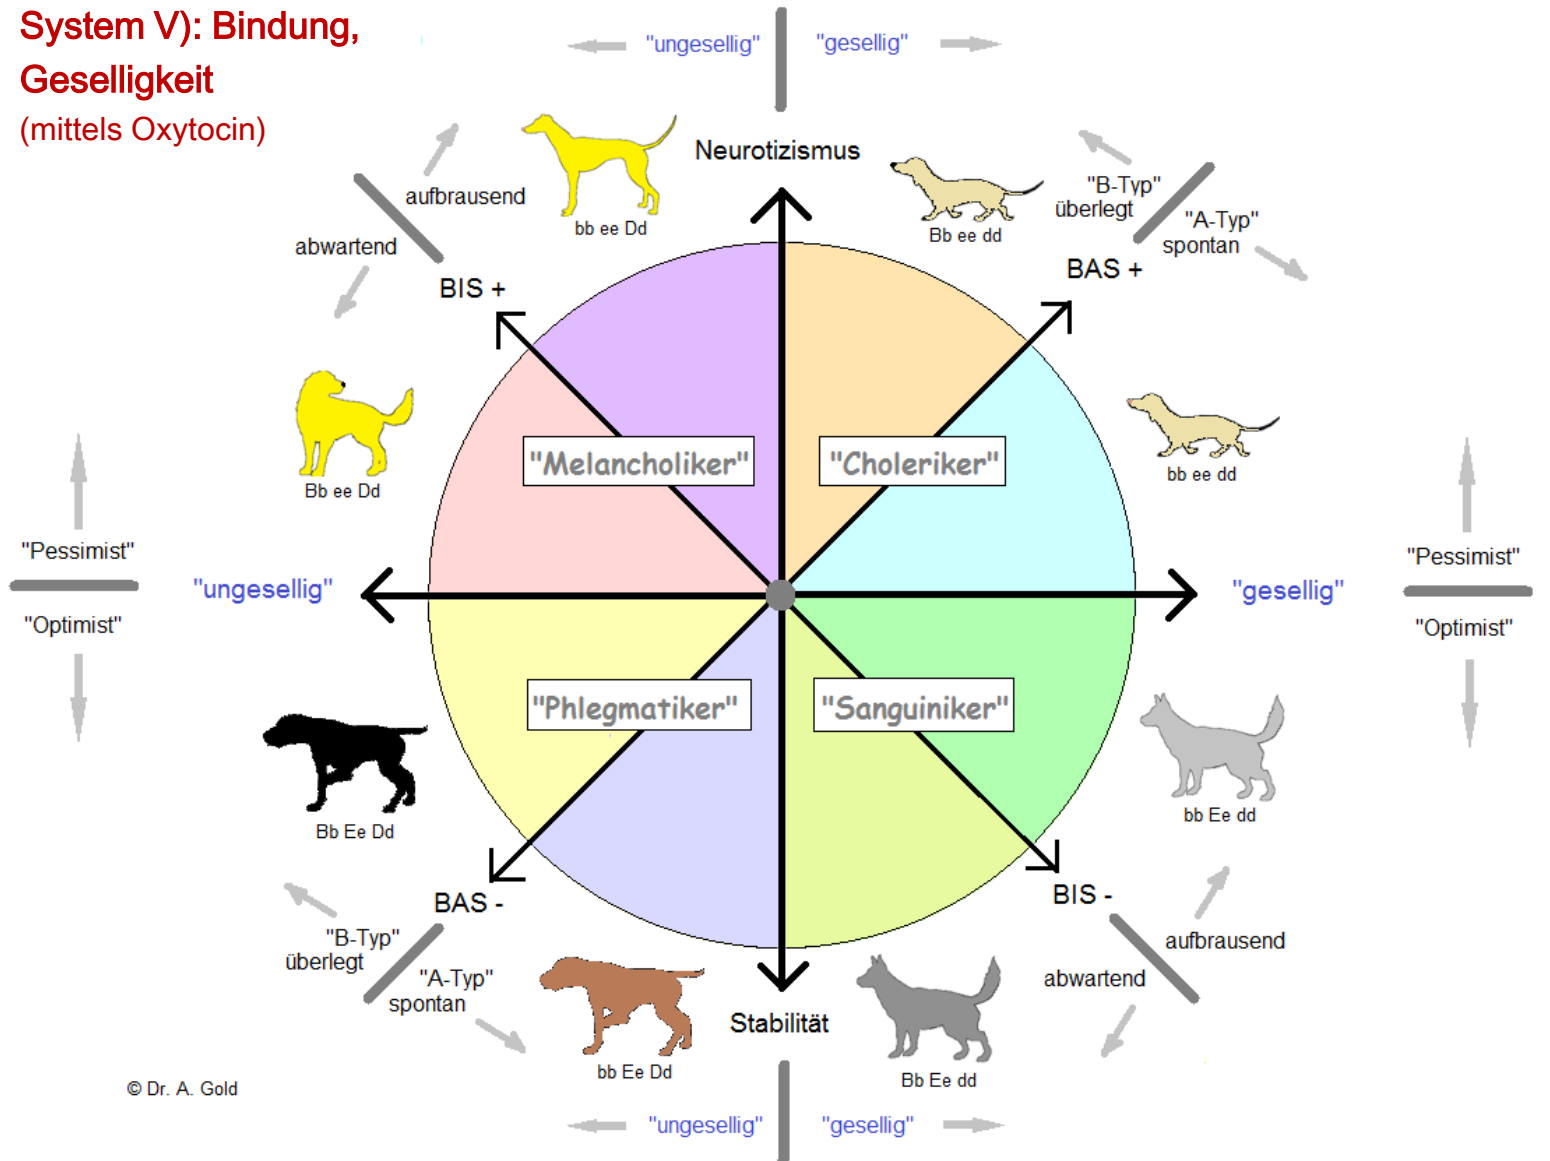 System V): Bindung,
Geselligkeit
(mittels Oxytocin)
"ungesellig"
"gesellig"
Neurotizismus
aufbrausend
abwartend
BIS +
bb ee Dd
Bb ee dd
"B-Typ"
überlegt
"A-Typ"
spontan
BAS +
Bb ee Dd
bb ee dd
"Melancholiker"
"Choleriker"
"Pessimist"
"Optimist"
"ungesellig"
"gesellig"
"Pessimist"
"Optimist"
"Phlegmatiker"
"Sanguiniker"
Bb Ee Dd
bb Ee dd
BAS -
BIS -
"B-Typ"
überlegt
"A-Typ"
spontan
aufbrausend
abwartend
Stabilität
bb Ee Dd
Bb Ee dd
© Dr. A. Gold
"ungesellig"
"gesellig"